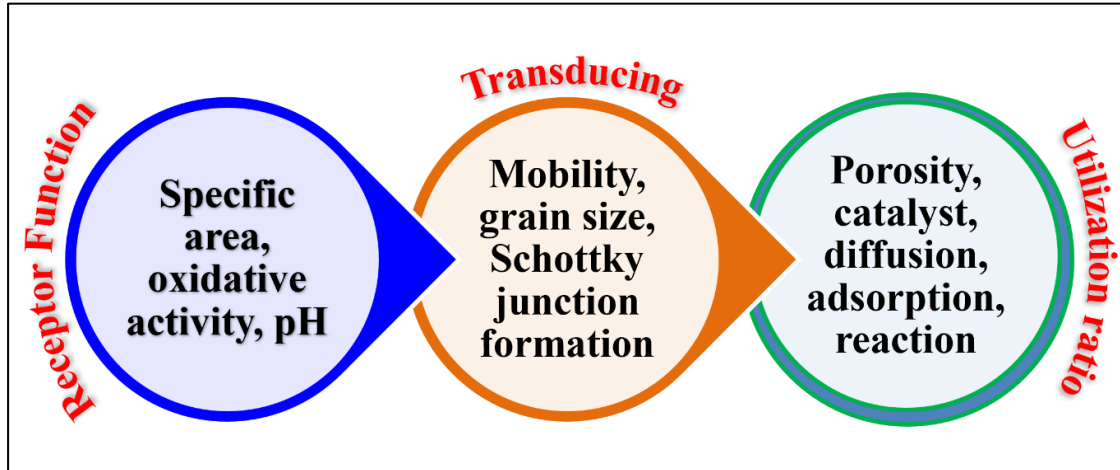 Receptor Function
Specific
area,
oxidative
activity, pH
Transducing
Mobility,
grain size,
Schottky
junction
formation
Porosity,
catalyst,
diffusion,
adsorption,
reaction
Utilization ratio